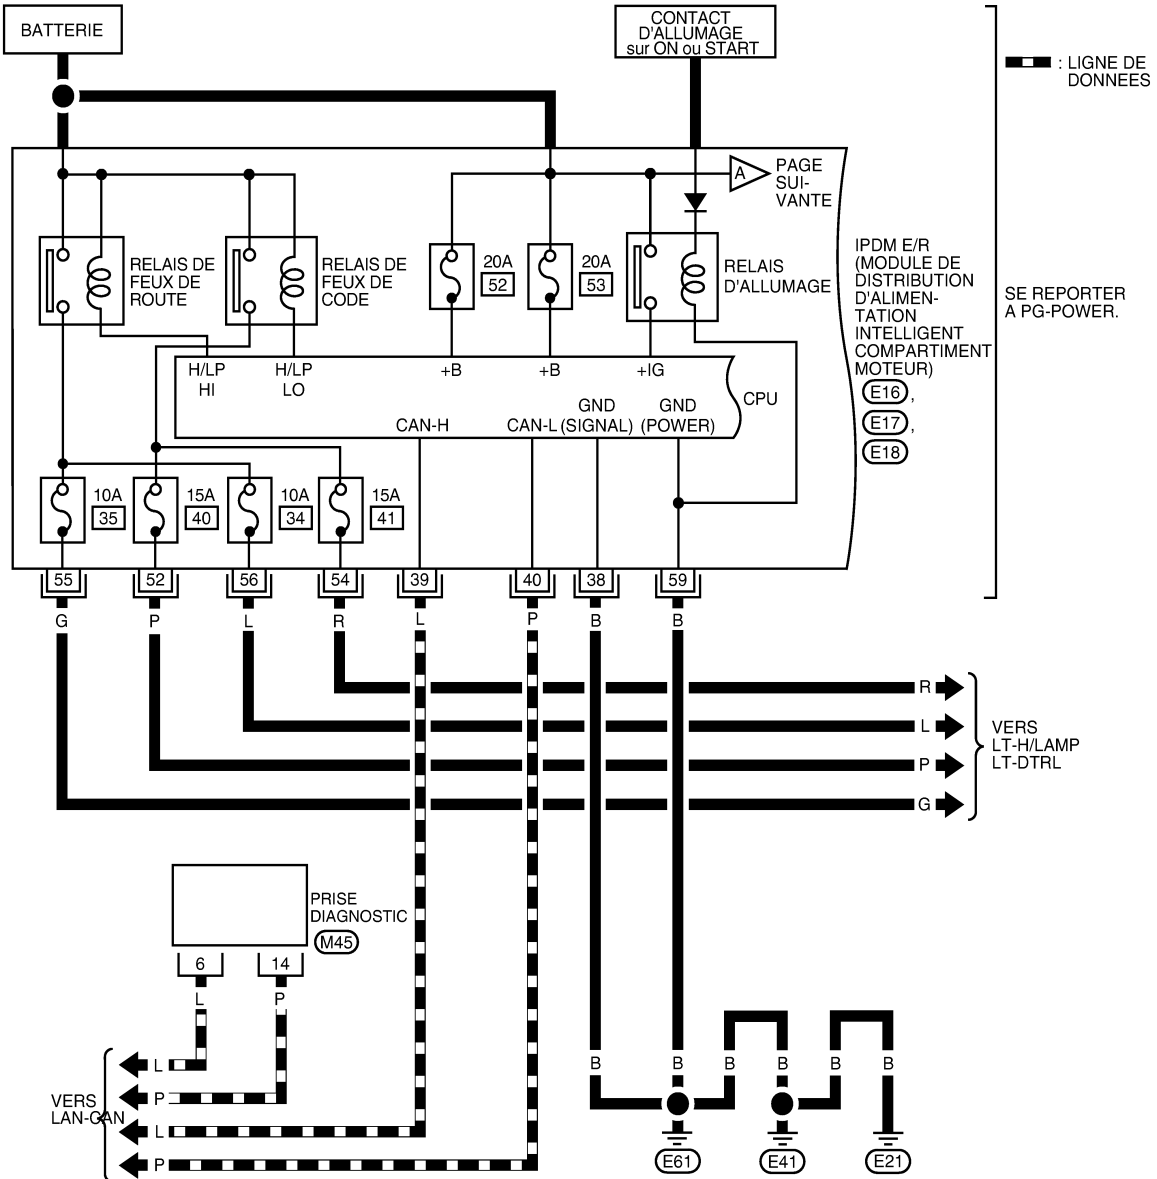 BATTERIE
CONTACT
D'ALLUMAGE
sur ON ou START
: LIGNE DE
DONNEES
A
PAGE
SUI-
VANTE
RELAIS DE
FEUX DE
ROUTE
RELAIS DE
FEUX DE
CODE
20A
52
20A
53
RELAIS
D'ALLUMAGE
IPDM E/R
(MODULE DE
DISTRIBUTION
D'ALIMEN-
TATION
INTELLIGENT
COMPARTIMENT
MOTEUR)
E16 ,
E17 ,
E18
SE REPORTER
A PG-POWER.
H/LP
HI
H/LP
LO
+B
+B
+IG
CPU
CAN-H
CAN-L
GND
(SIGNAL)
GND
(POWER)
10A
35
15A
40
10A
34
15A
41
55
52
56
54
39
40
38
59
G
P
L
R
L
P
B
B
R
L
P
G
VERS
LT-H/LAMP
LT-DTRL
PRISE
DIAGNOSTIC
M45
6
14
L
P
L
P
L
P
VERS
LAN-CAN
B
B
B
B
B
B
E61
E41
E21